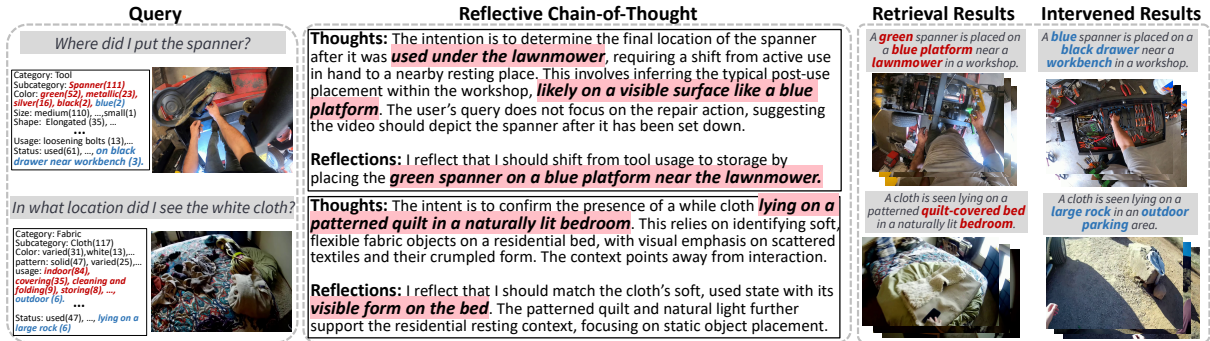 Query
Reflective Chain-of-Thought
Retrieval Results
Intervened Results
Where did I put the spanner?
Category: Tool
Subcategory: Spanner(111)
Color: green(52), metallic(23),
silver(16), black(2), blue(2)
Size: medium(110), ...,small(1)
Shape: Elongated (35), ...
...
Usage: loosening bolts (13),...
Status: used(61), ..., on black
drawer near workbench (3).
Thoughts: The intention is to determine the final location of the spanner
after it was used under the lawnmower, requiring a shift from active use
in hand to a nearby resting place. This involves inferring the typical post-use
placement within the workshop, likely on a visible surface like a blue
platform. The user's query does not focus on the repair action, suggesting
the video should depict the spanner after it has been set down.
Reflections: I reflect that I should shift from tool usage to storage by
placing the green spanner on a blue platform near the lawnmower.
A green spanner is placed on
a blue platform near a
lawnmower in a workshop.
A blue spanner is placed on a
black drawer near a
workbench in a workshop.
In what location did I see the white cloth?
Category: Fabric
Subcategory: Cloth(117)
Color: varied(31),white(13),...
pattern: solid(47), varied(25),...
usage: indoor(84),
covering(35), cleaning and
folding(9), storing(8), ...,
outdoor (6).
...
Status: used(47), ..., lying on a
large rock (6)
Thoughts: The intent is to confirm the presence of a while cloth lying on a
patterned quilt in a naturally lit bedroom. This relies on identifying soft,
flexible fabric objects on a residential bed, with visual emphasis on scattered
textiles and their crumpled form. The context points away from interaction.
Reflections: I reflect that I should match the cloth's soft, used state with its
visible form on the bed. The patterned quilt and natural light further
support the residential resting context, focusing on static object placement.
A cloth is seen lying on a
patterned quilt-covered bed
in a naturally lit bedroom.
A cloth is seen lying on a
large rock in an outdoor
parking area.